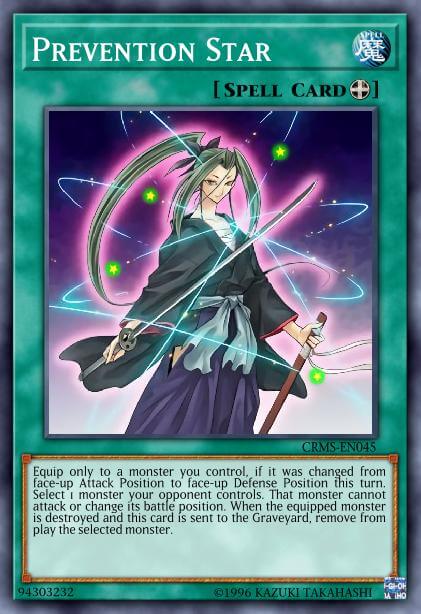 PREVENTION STAR
SPELL
魔
[SPELL CARD]
CRMS-EN045
Equip only to a monster you control, if it was changed from
face-up Attack Position to face-up Defense Position this turn.
Select 1 monster your opponent controls. That monster cannot
attack or change its battle position. When the equipped monster
is destroyed and this card is sent to the Graveyard, remove from
play the selected monster.
94303232
©1996 KAZUKI TAKAHASHI